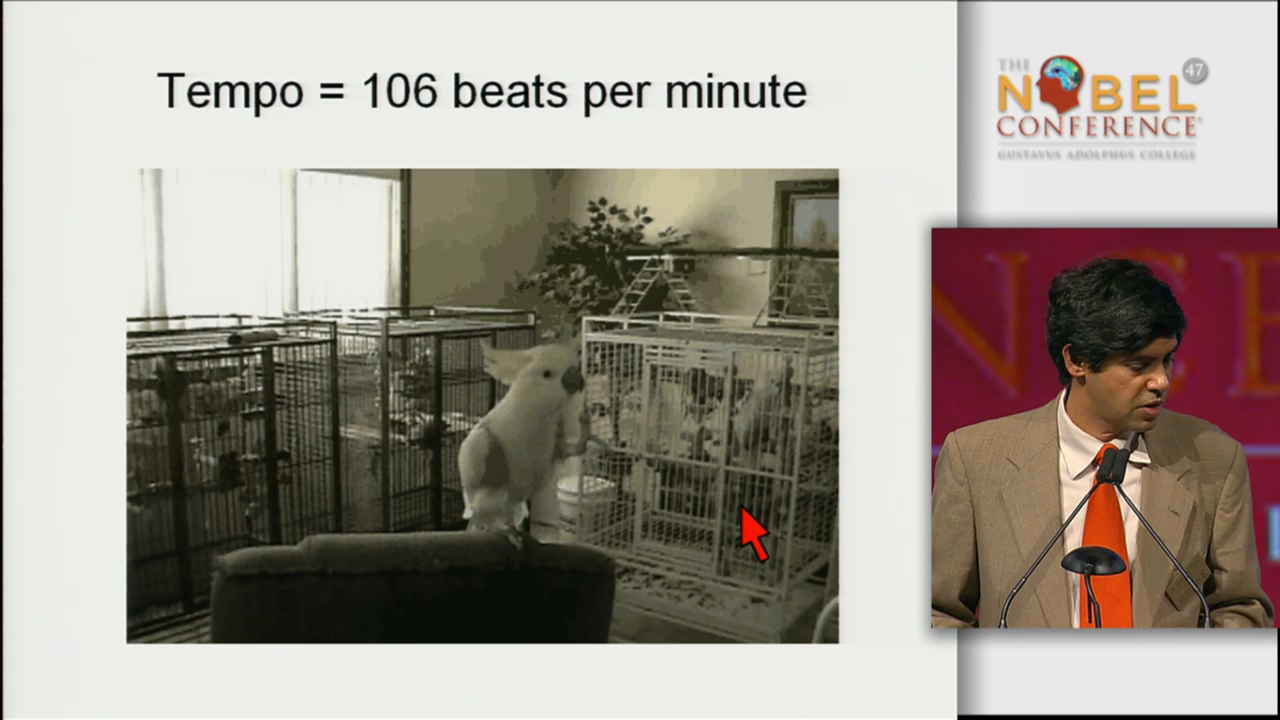 Tempo = 106 beats per minute
THE
NOBEL
47
CONFERENCE
GUSTAVUS ADOLPHUS COLLEGE